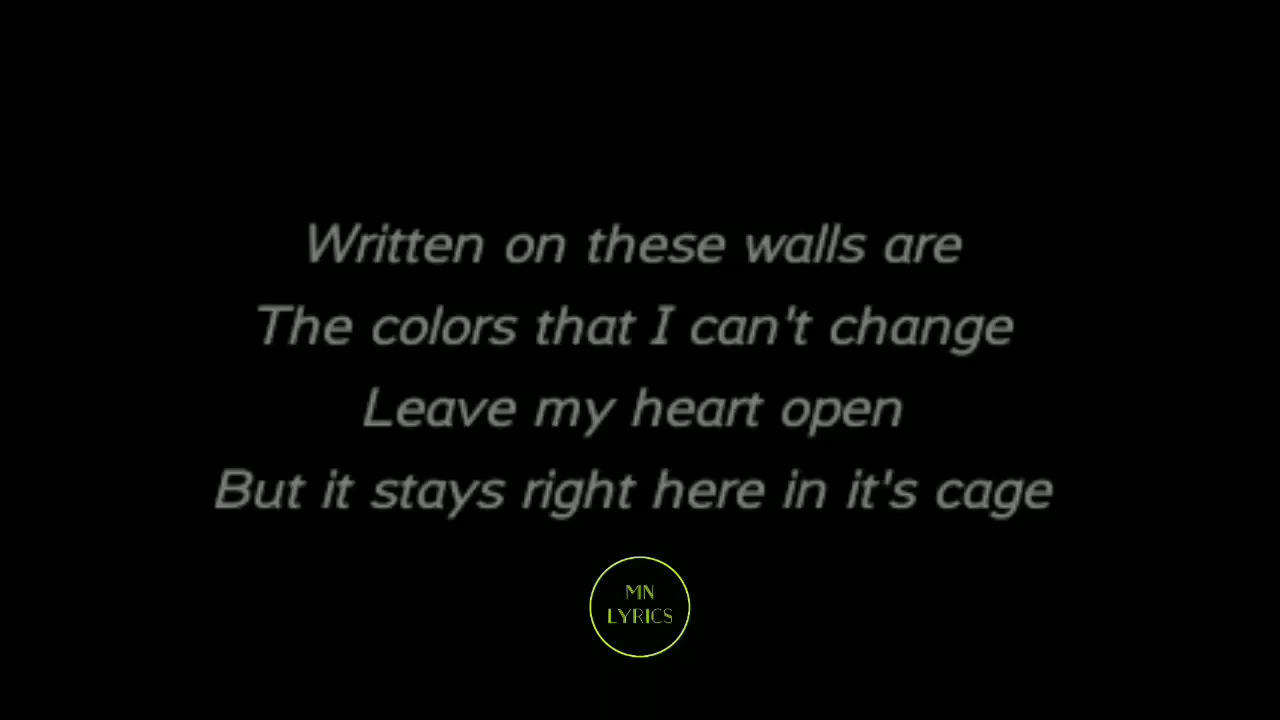 Written on these walls are
The colors that I can't change
Leave my heart open
But it stays right here in it's cage
MN
LYRICS